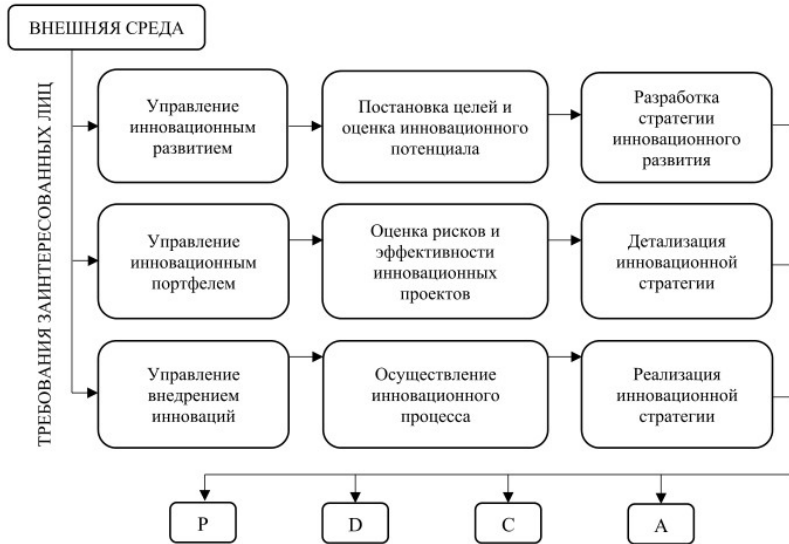 ВНЕШНЯЯ СРЕДА
ТРЕБОВАНИЯ ЗАИНТЕРЕСОВАННЫХ ЛИЦ
Управление
инновационным
развитием
Постановка целей и
оценка инновационного
потенциала
Разработка
стратегии
инновационного
развития
Управление
инновационным
портфелем
Оценка рисков и
эффективности
инновационных
проектов
Детализация
инновационной
стратегии
Управление
внедрением
инноваций
Осуществление
инновационного
процесса
Реализация
инновационной
стратегии
P
D
C
A